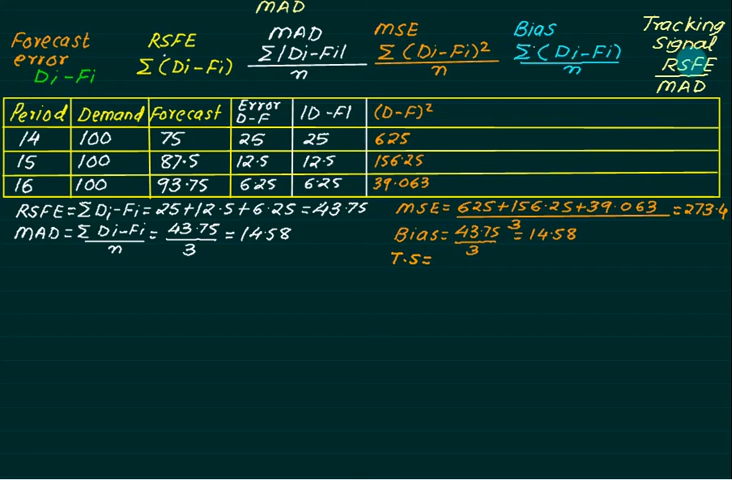 MAD
Forecast error Di-Fi
RSFE Σ(Di-Fi)
MAD Σ|Di-Fi| / n
MSE Σ(Di-Fi)² / n
Bias Σ(Di-Fi) / n
Tracking Signal RSFE / MAD
Period Demand Forecast Error D-F |D-F| (D-F)²
14 100 75 25 25 625
15 100 87.5 12.5 12.5 156.25
16 100 93.75 6.25 6.25 39.063
RSFE = Σ Di-Fi = 25+12.5+6.25 = 43.75
MAD = Σ Di-Fi / n = 43.75 / 3 = 14.58
MSE = 625+156.25+39.063 / 3 = 273.4
Bias = 43.75 / 3 = 14.58
T.S =